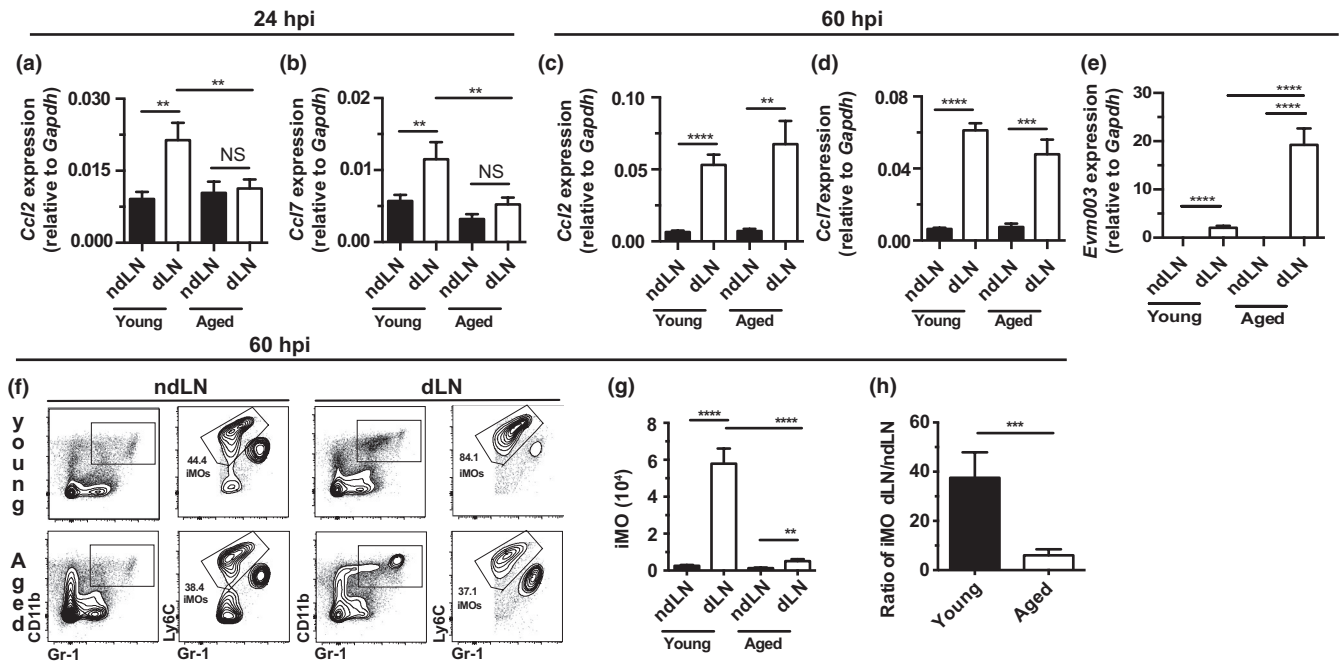 24 hpi
60 hpi
(a)
Ccl2 expression
(relative to Gapdh)
0.030
0.015
0.000
**
**
NS
ndLN
dLN
ndLN
dLN
Young
Aged
(b)
Ccl7 expression
(relative to Gapdh)
0.02
0.01
0.00
**
**
NS
ndLN
dLN
ndLN
dLN
Young
Aged
(c)
Ccl2 expression
(relative to Gapdh)
0.10
0.05
0.00
****
**
ndLN
dLN
ndLN
dLN
Young
Aged
(d)
Ccl7expression
(relative to Gapdh)
0.08
0.04
0.00
****
***
ndLN
dLN
ndLN
dLN
Young
Aged
(e)
Evm003 expression
(relative to Gapdh)
30
20
10
0
****
****
****
ndLN
dLN
ndLN
dLN
Young
Aged
60 hpi
(f)
ndLN
dLN
young
44.4
iMOs
84.1
iMOs
Aged
CD11b
38.4
iMOs
Ly6C
CD11b
37.1
iMOs
Ly6C
Gr-1
Gr-1
Gr-1
Gr-1
(g)
iMO (10⁴)
8
6
4
2
0
****
****
**
ndLN
dLN
ndLN
dLN
Young
Aged
(h)
Ratio of iMO dLN/ndLN
60
40
20
0
***
Young
Aged